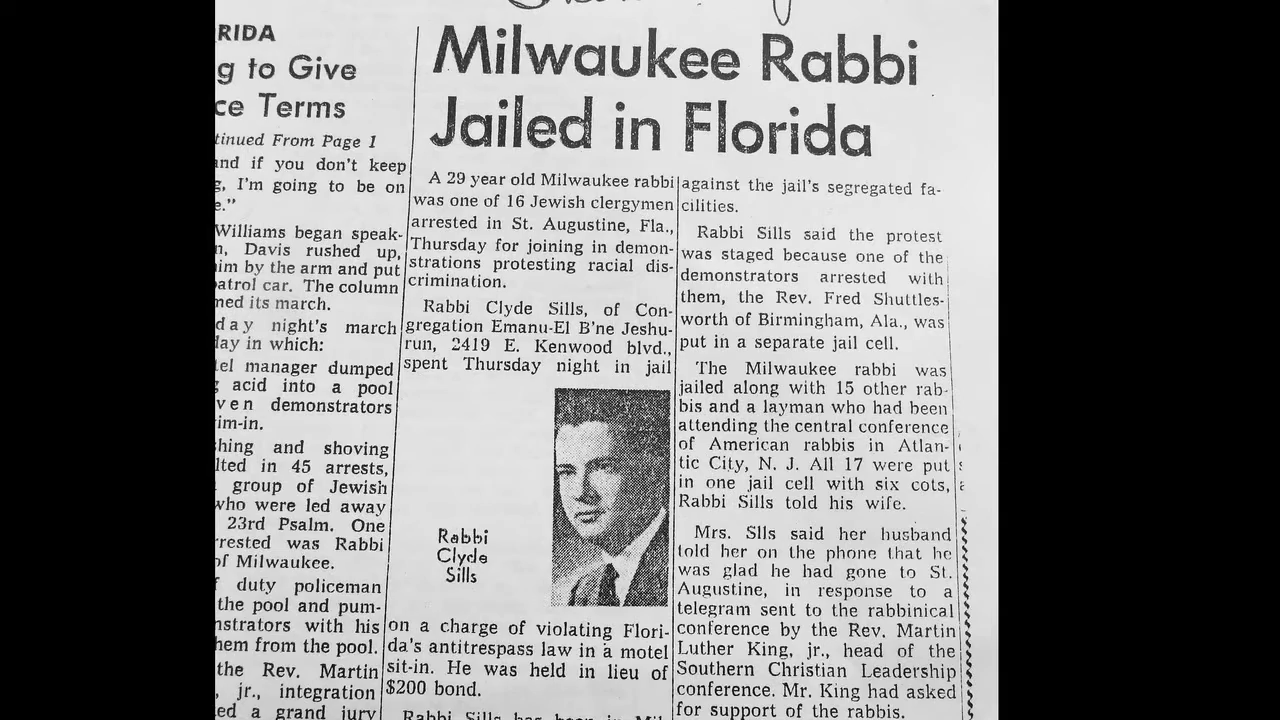 RIDA
g to Give
ce Terms
tinued From Page 1
and if you don't keep
g, I'm going to be on
e."
Williams began speak-
n, Davis rushed up,
him by the arm and put
patrol car. The column
med its march.
day night's march
day in which:
tel manager dumped
g acid into a pool
ven demonstrators
im-in.
hing and shoving
lted in 45 arrests,
group of Jewish
who were led away
23rd Psalm. One
rrested was Rabbi
of Milwaukee.
f duty policeman
the pool and pum-
nstrators with his
hem from the pool.
the Rev. Martin
, jr., integration
ed a grand jury
Milwaukee Rabbi
Jailed in Florida
A 29 year old Milwaukee rabbi
was one of 16 Jewish clergymen
arrested in St. Augustine, Fla.,
Thursday for joining in demon-
strations protesting racial dis-
crimination.
Rabbi Clyde Sills, of Con-
gregation Emanu-El B'ne Jeshu-
run, 2419 E. Kenwood blvd.,
spent Thursday night in jail
Rabbi
Clyde
Sills
on a charge of violating Flori-
da's antitrespass law in a motel
sit-in. He was held in lieu of
$200 bond.
Rabbi Sills has been in Mil-
against the jail's segregated fa-
cilities.
Rabbi Sills said the protest
was staged because one of the
demonstrators arrested with
them, the Rev. Fred Shuttles-
worth of Birmingham, Ala., was
put in a separate jail cell.
The Milwaukee rabbi was
jailed along with 15 other rab-
bis and a layman who had been
attending the central conference
of American rabbis in Atlan-
tic City, N. J. All 17 were put
in one jail cell with six cots,
Rabbi Sills told his wife.
Mrs. Slls said her husband
told her on the phone that he
was glad he had gone to St.
Augustine, in response to a
telegram sent to the rabbinical
conference by the Rev. Martin
Luther King, jr., head of the
Southern Christian Leadership
conference. Mr. King had asked
for support of the rabbis.